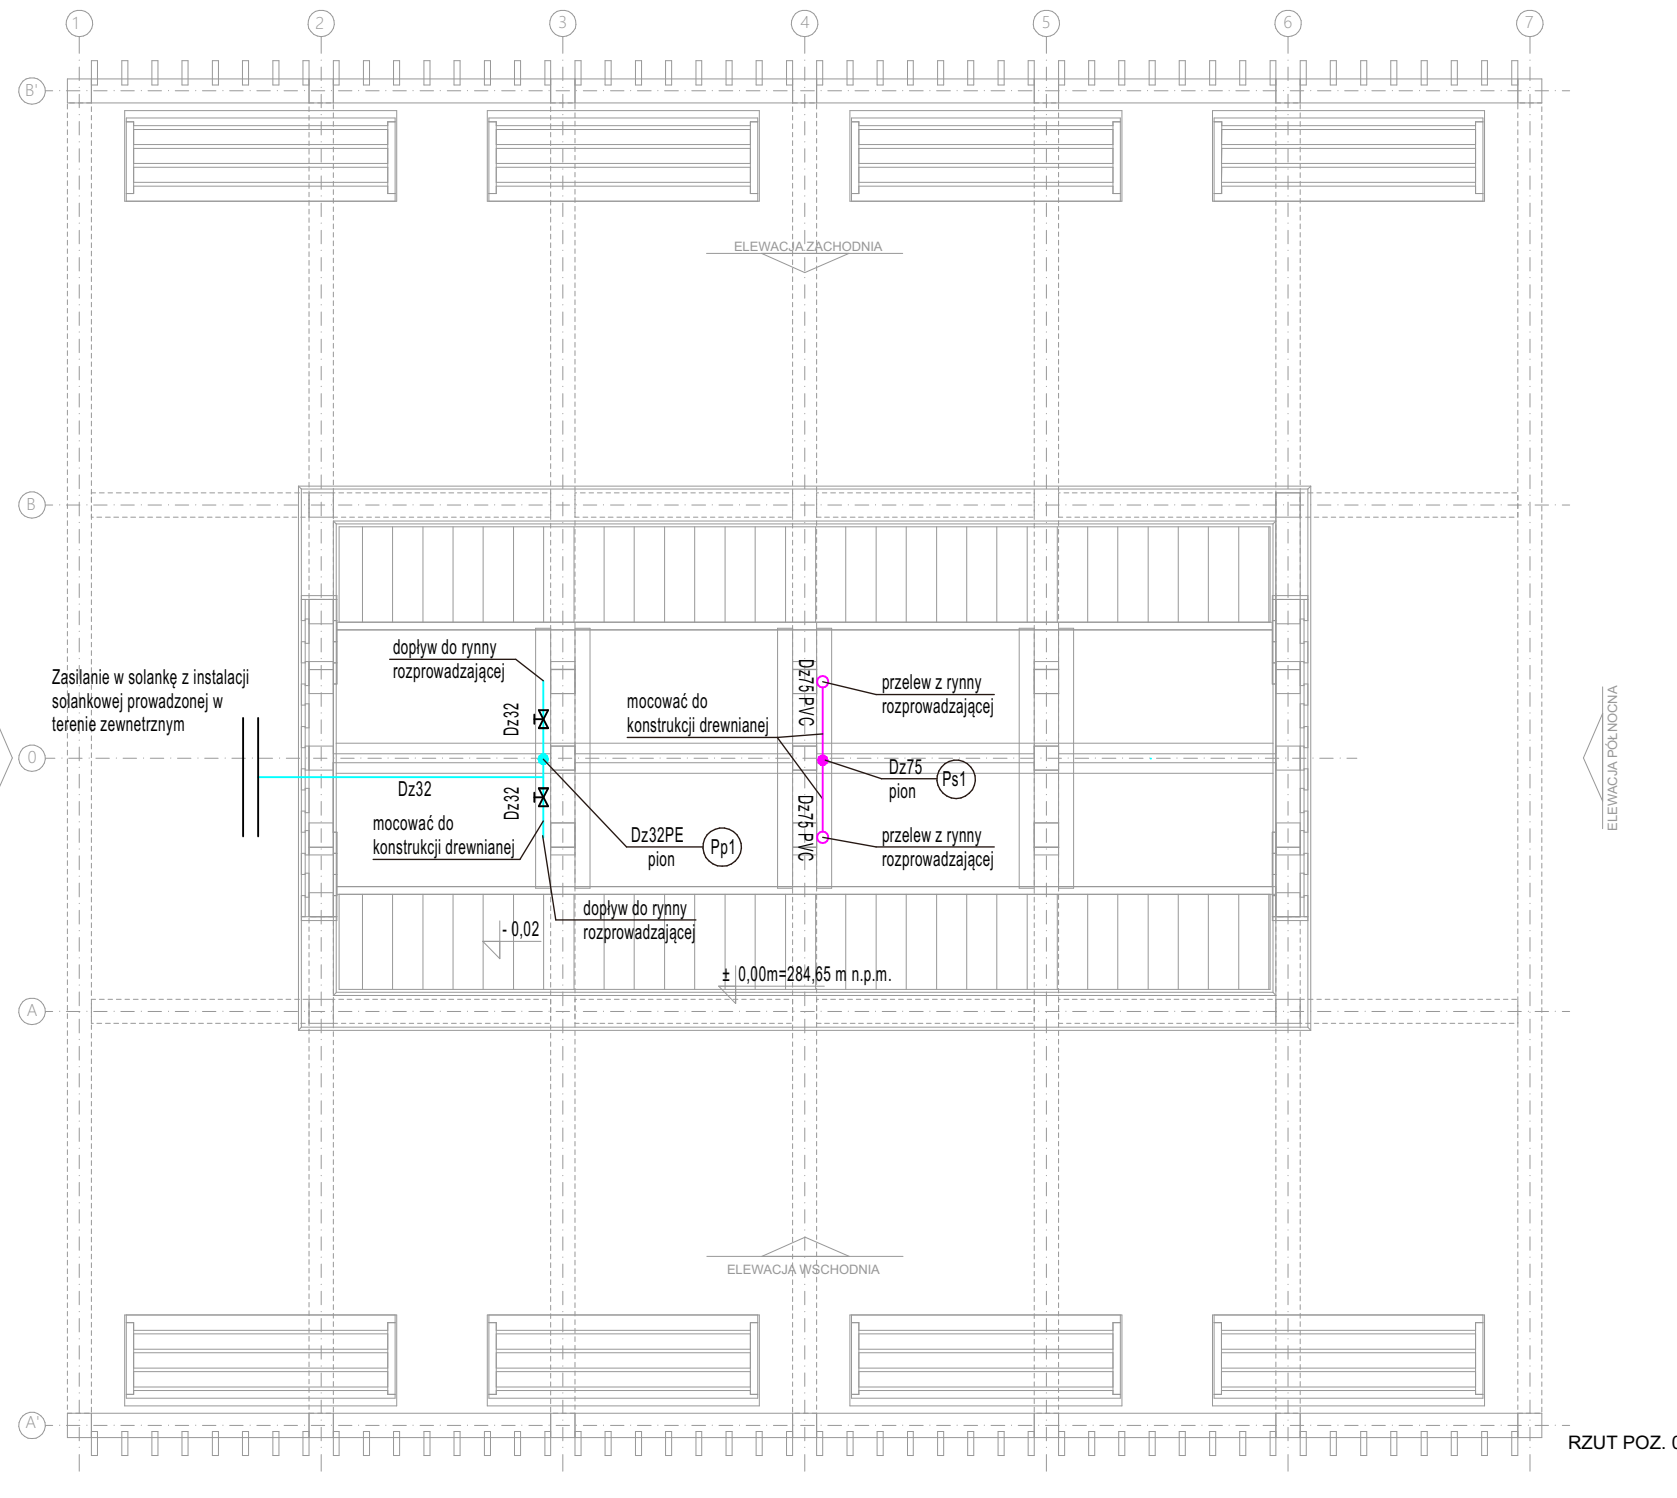 1
2
3
4
5
6
7
B'
ELEWACJA ZACHODNIA
B
dopływ do rynny
rozprowadzającej
Zasilanie w solankę z instalacji
solankowej prowadzonej w
terenie zewnetrznym
Dz32
mocować do
konstrukcji drewnianej
Dz75 PVC
przelew z rynny
rozprowadzającej
ELEWACJA PÓŁNOCNA
0
Dz32
Dz32
mocować do
konstrukcji drewnianej
Dz32PE
pion
Pp1
Dz75
pion
Ps1
Dz75 PVC
przelew z rynny
rozprowadzającej
dopływ do rynny
rozprowadzającej
- 0,02
± 0,00m=284,65 m n.p.m.
A
ELEWACJA WSCHODNIA
A'
RZUT POZ.